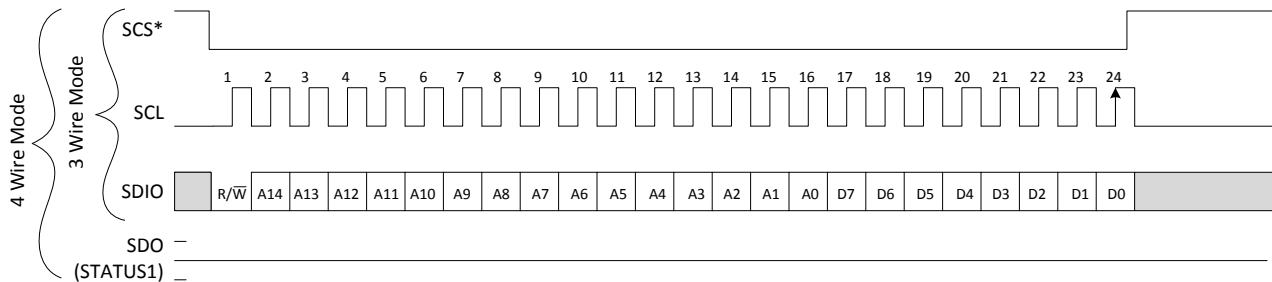 4 Wire Mode
3 Wire Mode
SCS*
1 2 3 4 5 6 7 8 9 10 11 12 13 14 15 16 17 18 19 20 21 22 23 24
SCL
SDIO R/W̅ A14 A13 A12 A11 A10 A9 A8 A7 A6 A5 A4 A3 A2 A1 A0 D7 D6 D5 D4 D3 D2 D1 D0
SDO
(STATUS1)